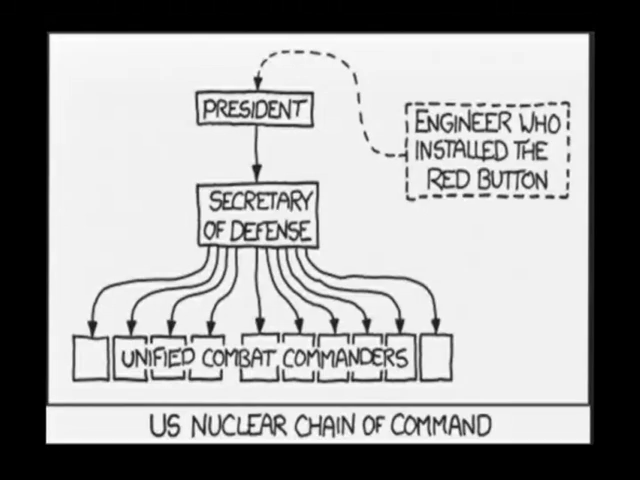 PRESIDENT
ENGINEER WHO
INSTALLED THE
RED BUTTON
SECRETARY
OF DEFENSE
UNIFIED COMBAT COMMANDERS
US NUCLEAR CHAIN OF COMMAND